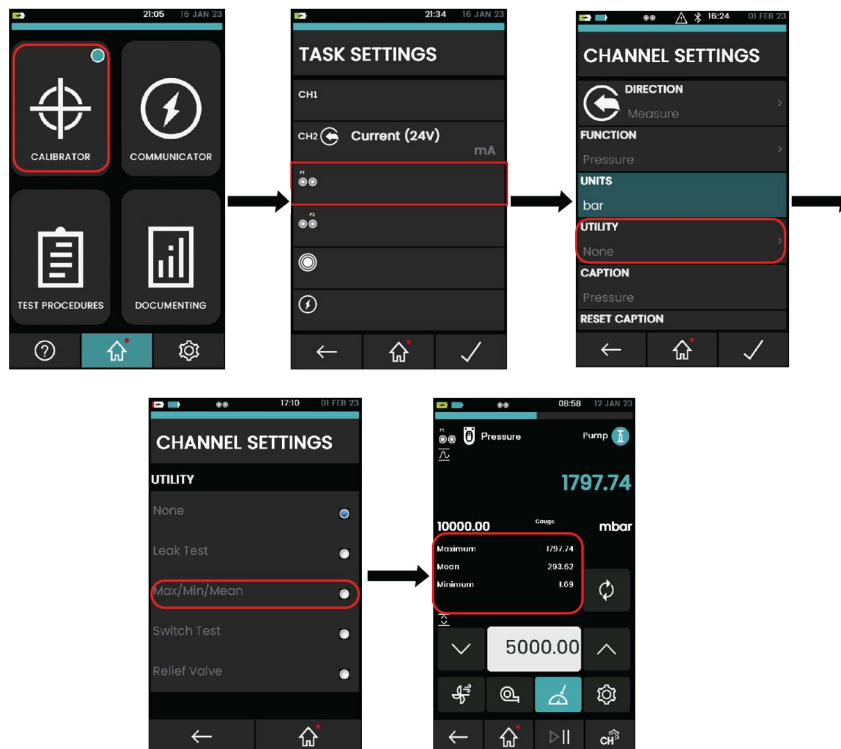 21:05 16 JAN 23
CALIBRATOR
COMMUNICATOR
TEST PROCEDURES
DOCUMENTING
21:34 16 JAN 23
TASK SETTINGS
CH1
CH2 Current (24V)
mA
P1
P2
16:24 01 FEB 23
CHANNEL SETTINGS
DIRECTION
Measure
FUNCTION
Pressure
UNITS
bar
UTILITY
None
CAPTION
Pressure
RESET CAPTION
17:10 01 FEB 23
CHANNEL SETTINGS
UTILITY
None
Leak Test
Max/Min/Mean
Switch Test
Relief Valve
08:58 12 JAN 23
P1
Pressure Pump
1797.74
10000.00 Gauge mbar
Maximum 1797.74
Mean 293.62
Minimum 1.69
5000.00
CH